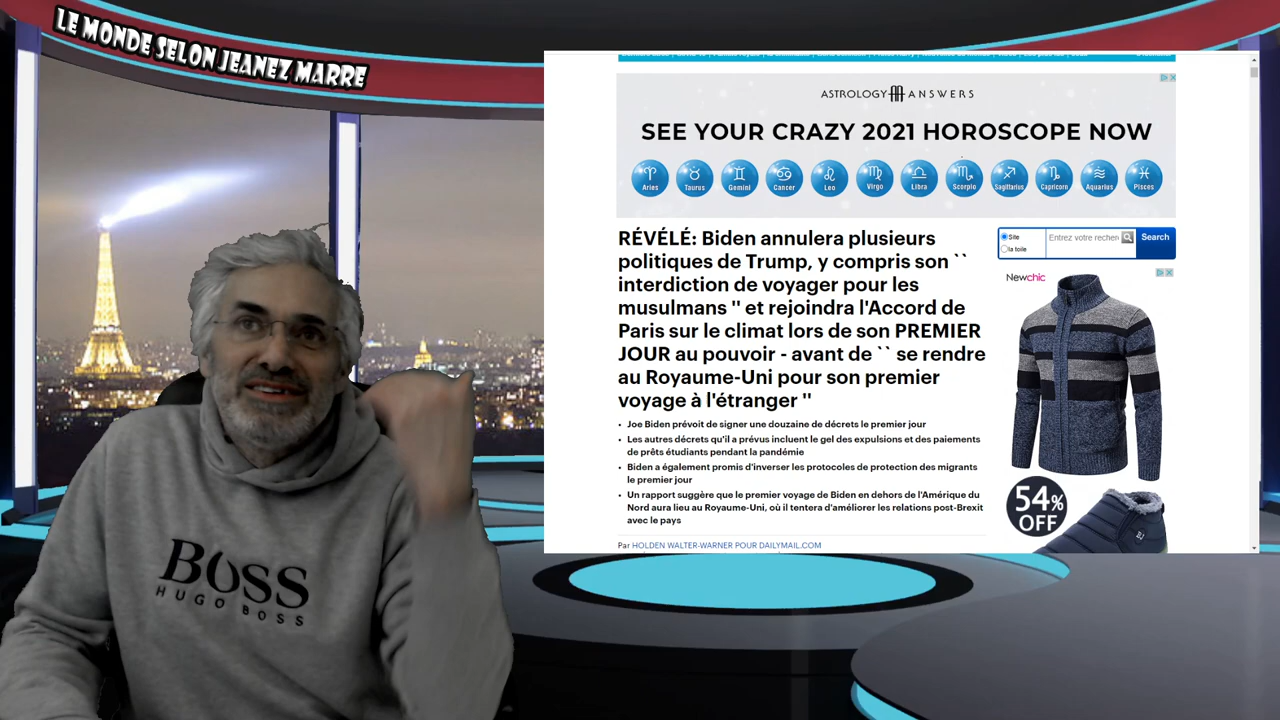 LE MONDE SELON JEANEZ MARRE
ASTROLOGY ANSWERS
SEE YOUR CRAZY 2021 HOROSCOPE NOW
Aries Taurus Gemini Cancer Leo Virgo Libra Scorpio Sagittarius Capricorn Aquarius Pisces
RÉVÉLÉ: Biden annulera plusieurs
politiques de Trump, y compris son ``
interdiction de voyager pour les
musulmans '' et rejoindra l'Accord de
Paris sur le climat lors de son PREMIER
JOUR au pouvoir - avant de `` se rendre
au Royaume-Uni pour son premier
voyage à l'étranger ''
• Joe Biden prévoit de signer une douzaine de décrets le premier jour
• Les autres décrets qu'il a prévus incluent le gel des expulsions et des paiements
de prêts étudiants pendant la pandémie
• Biden a également promis d'inverser les protocoles de protection des migrants
le premier jour
• Un rapport suggère que le premier voyage de Biden en dehors de l'Amérique du
Nord aura lieu au Royaume-Uni, où il tentera d'améliorer les relations post-Brexit
avec le pays
Par HOLDEN WALTER-WARNER POUR DAILYMAIL.COM
Site
la toile
Entrez votre recher
Search
Newchic
54%
OFF
BOSS
HUGO BOSS